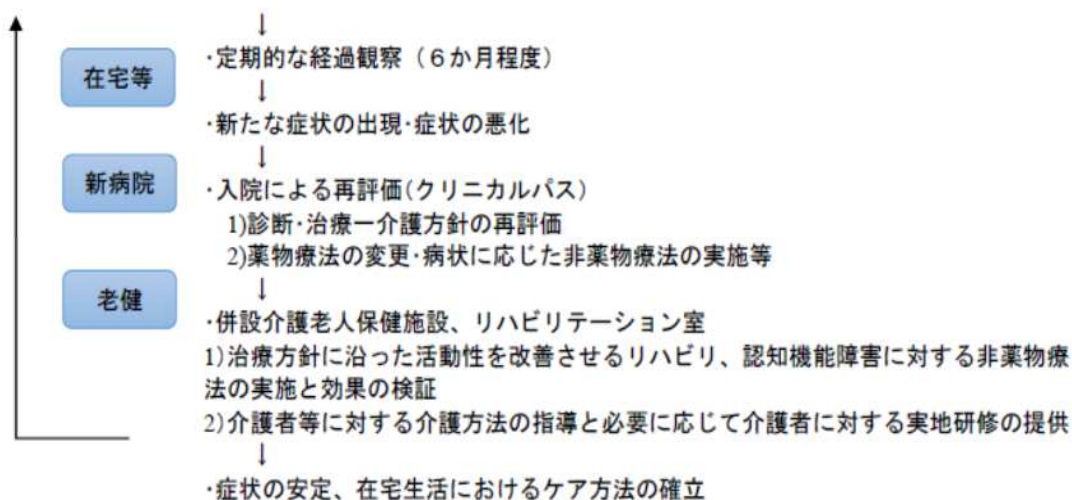 ↓
在宅等
・定期的な経過観察（６か月程度）
↓
・新たな症状の出現・症状の悪化
↓
新病院
・入院による再評価(クリニカルパス）
1)診断・治療ー介護方針の再評価
2)薬物療法の変更・病状に応じた非薬物療法の実施等
老健
↓
・併設介護老人保健施設、リハビリテーション室
1)治療方針に沿った活動性を改善させるリハビリ、認知機能障害に対する非薬物療
法の実施と効果の検証
2)介護者等に対する介護方法の指導と必要に応じて介護者に対する実地研修の提供
↓
・症状の安定、在宅生活におけるケア方法の確立